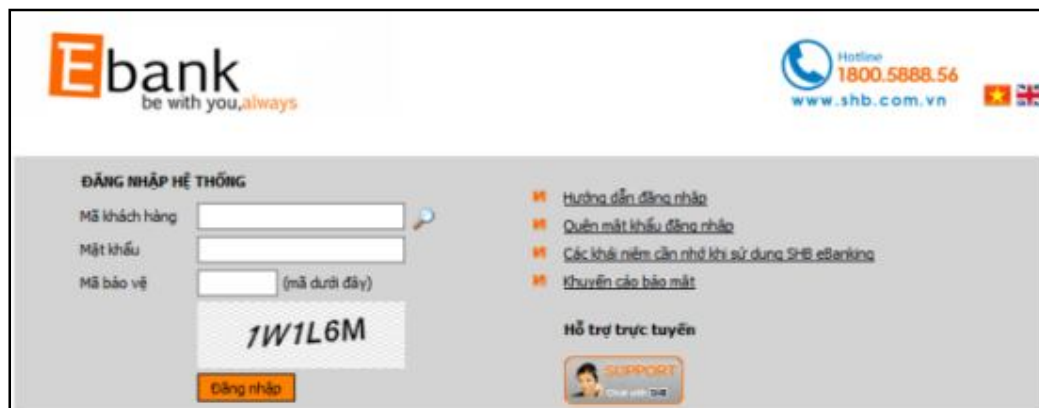 Ebank
be with you,always
Hotline
1800.5888.56
www.shb.com.vn
ĐĂNG NHẬP HỆ THỐNG
Mã khách hàng
Mật khẩu
Mã bảo vệ
(mã dưới đây)
1W1L6M
Đăng nhập
Hướng dẫn đăng nhập
Quên mật khẩu đăng nhập
Các khái niệm cần nhớ khi sử dụng SHB eBanking
Khuyến cáo bảo mật
Hỗ trợ trực tuyến
SUPPORT
Chat with SHB